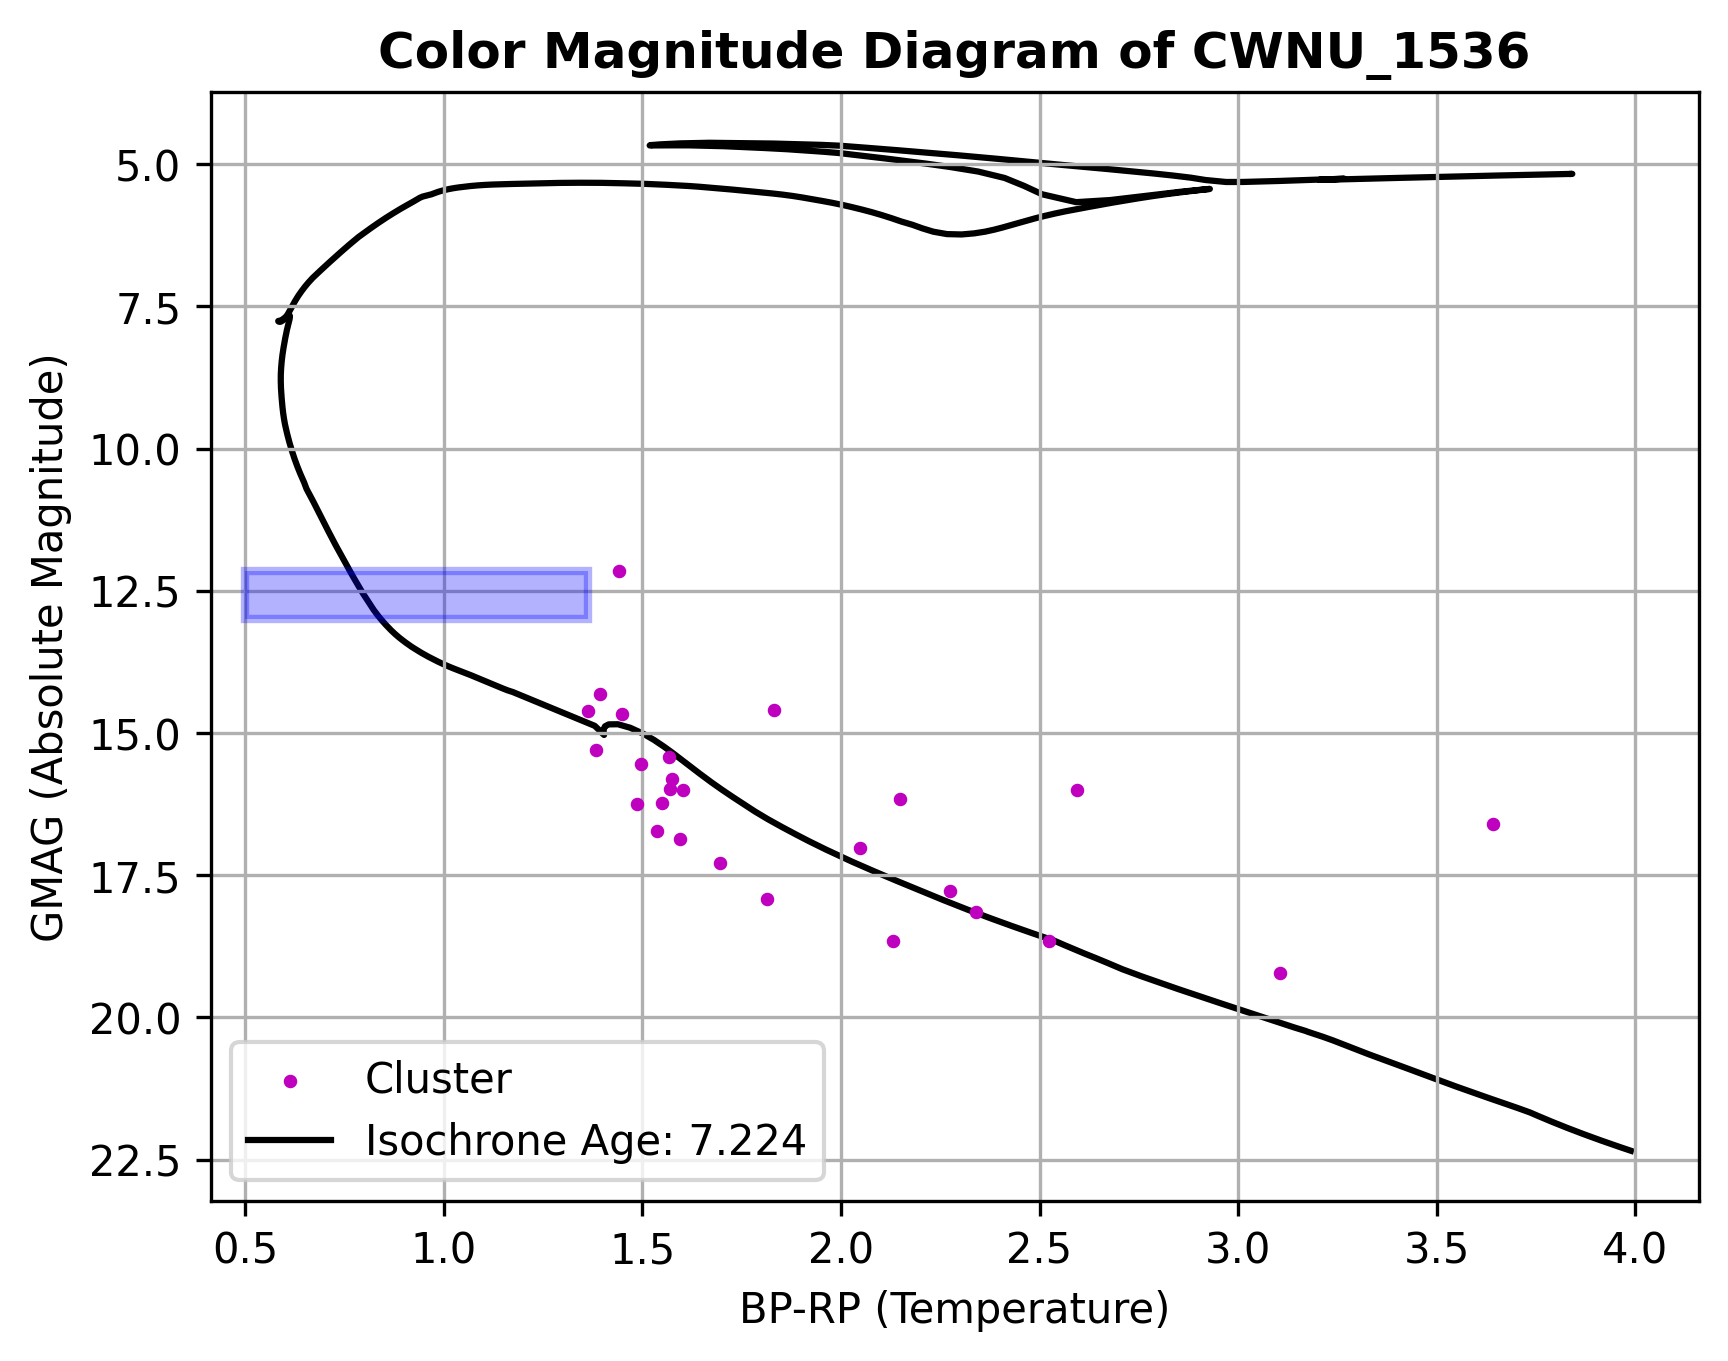 Color Magnitude Diagram of CWNU_1536
GMAG (Absolute Magnitude)
5.0
7.5
10.0
12.5
15.0
17.5
20.0
22.5
Cluster
Isochrone Age: 7.224
0.5 1.0 1.5 2.0 2.5 3.0 3.5 4.0
BP-RP (Temperature)